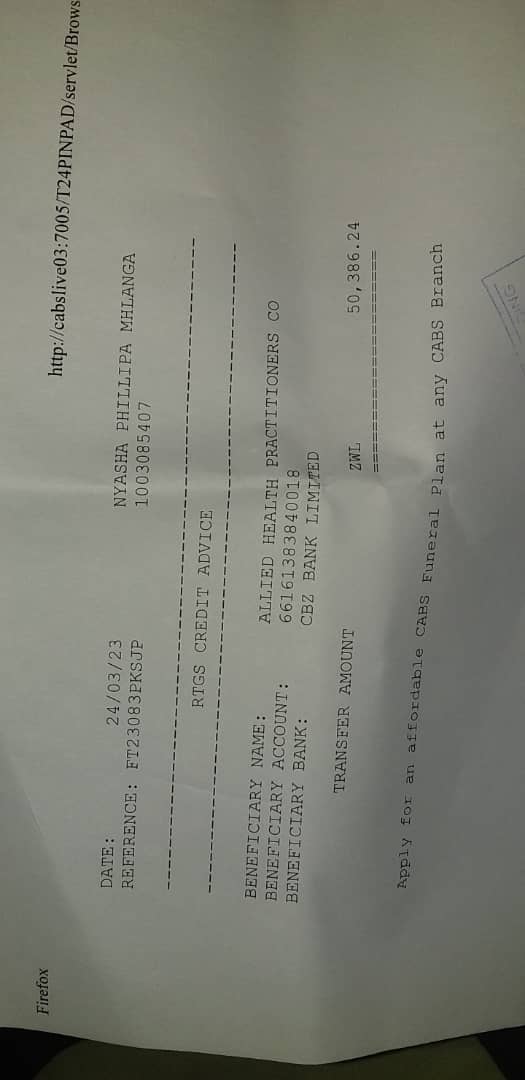 Firefox
http://cabslive03:7005/T24PINPAD/servlet/Brows
DATE: 24/03/23 NYASHA PHILLIPA MHLANGA
REFERENCE: FT23083PKSJP 1003085407
RTGS CREDIT ADVICE
BENEFICIARY NAME: ALLIED HEALTH PRACTITIONERS CO
BENEFICIARY ACCOUNT: 66161383840018
BENEFICIARY BANK: CBZ BANK LIMITED
TRANSFER AMOUNT ZWL 50,386.24
Apply for an affordable CABS Funeral Plan at any CABS Branch